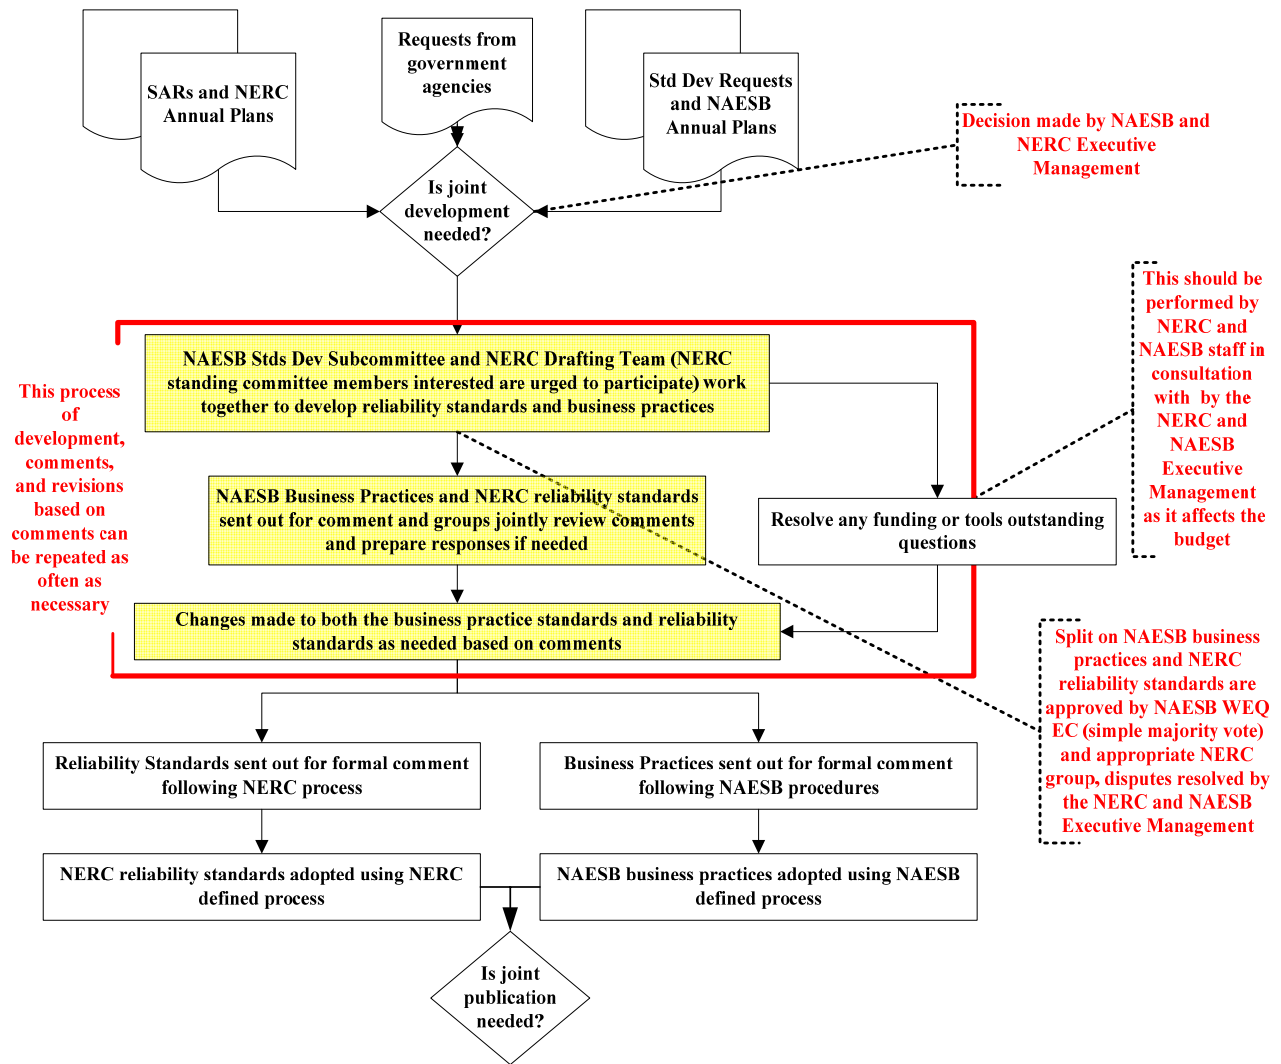 SARs and NERC
Annual Plans
Requests from
government
agencies
Std Dev Requests
and NAESB
Annual Plans
Decision made by NAESB and
NERC Executive
Management
Is joint
development
needed?
This should be
performed by
NERC and
NAESB staff in
consultation
with by the
NERC and
NAESB
Executive
Management
as it affects the
budget
NAESB Stds Dev Subcommittee and NERC Drafting Team (NERC
standing committee members interested are urged to participate) work
together to develop reliability standards and business practices
This process
of
development,
comments,
and revisions
based on
comments can
be repeated as
often as
necessary
NAESB Business Practices and NERC reliability standards
sent out for comment and groups jointly review comments
and prepare responses if needed
Resolve any funding or tools outstanding
questions
Changes made to both the business practice standards and reliability
standards as needed based on comments
Split on NAESB business
practices and NERC
reliability standards are
approved by NAESB WEQ
EC (simple majority vote)
and appropriate NERC
group, disputes resolved by
the NERC and NAESB
Executive Management
Reliability Standards sent out for formal comment
following NERC process
Business Practices sent out for formal comment
following NAESB procedures
NERC reliability standards adopted using NERC
defined process
NAESB business practices adopted using NAESB
defined process
Is joint
publication
needed?